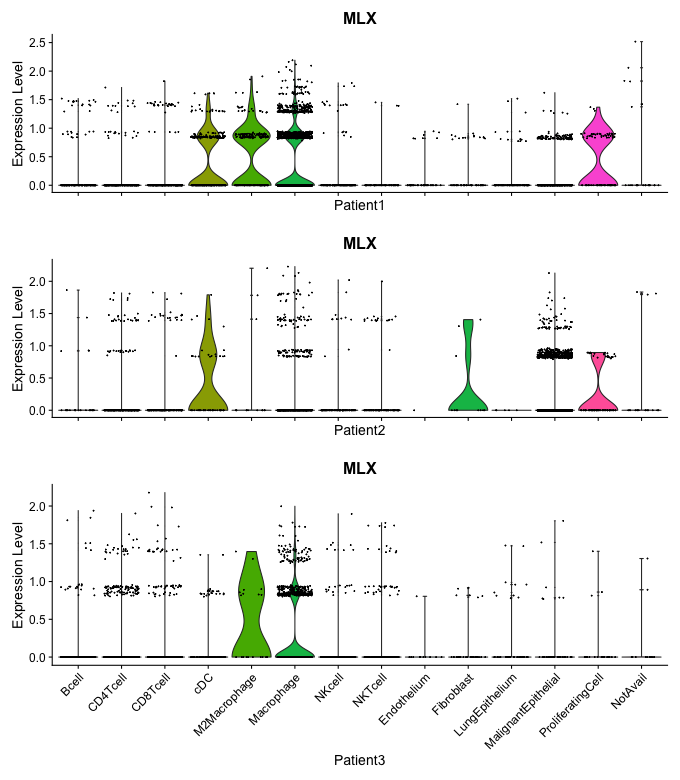 MLX
Expression Level
2.5
2.0
1.5
1.0
0.5
0.0
Patient1
MLX
Expression Level
2.0
1.5
1.0
0.5
0.0
Patient2
MLX
Expression Level
2.0
1.5
1.0
0.5
0.0
Bcell
CD4Tcell
CD8Tcell
cDC
M2Macrophage
Macrophage
NKcell
NKTcell
Endothelium
Fibroblast
LungEpithelium
MalignantEpithelial
ProliferatingCell
NotAvail
Patient3